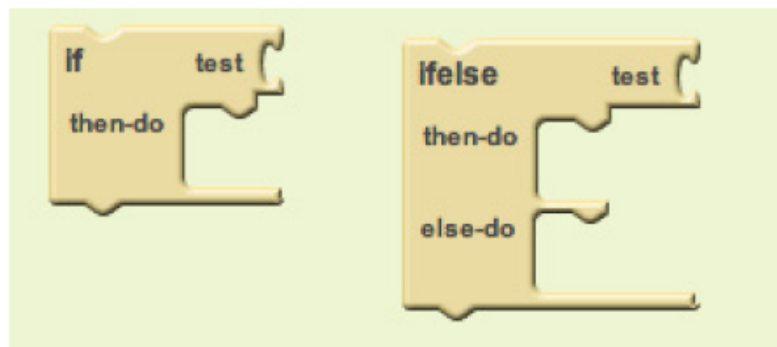 if test
then-do
ifelse test
then-do
else-do